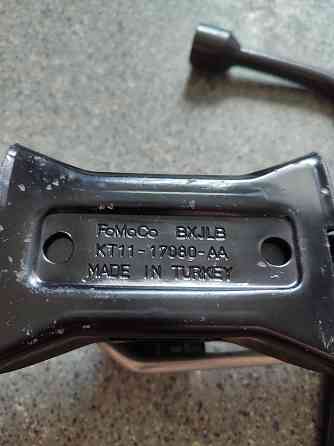 FoMoCo BXJLB
KT11-17080-AA
MADE IN TURKEY